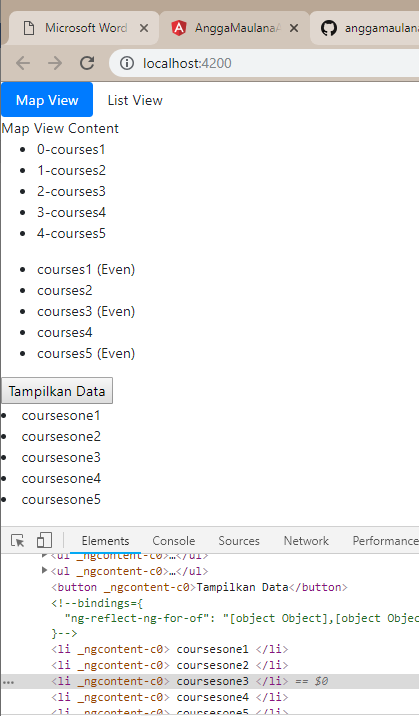 Microsoft Word
AnggaMaulana
anggamaulana
localhost:4200
Map View List View
Map View Content
0-courses1
1-courses2
2-courses3
3-courses4
4-courses5
courses1 (Even)
courses2
courses3 (Even)
courses4
courses5 (Even)
Tampilkan Data
coursesone1
coursesone2
coursesone3
coursesone4
coursesone5
Elements Console Sources Network Performance
<ul _ngcontent-c0>…</ul>
<ul _ngcontent-c0>…</ul>
<button _ngcontent-c0>Tampilkan Data</button>
<!--bindings={
"ng-reflect-ng-for-of": "[object Object],[object Obje
}-->
<li _ngcontent-c0> coursesone1 </li>
<li _ngcontent-c0> coursesone2 </li>
... <li _ngcontent-c0> coursesone3 </li> == $0
<li _ngcontent-c0> coursesone4 </li>
<li _ngcontent-c0> coursesone5 </li>